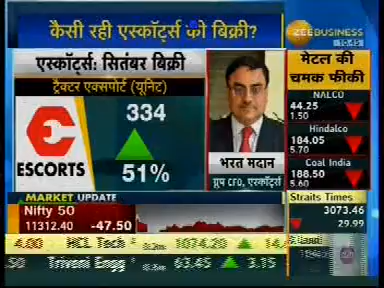 कैसी रही एस्कॉर्ट्स की बिक्री?
ZEE BUSINESS
एस्कॉर्ट्स: सितंबर बिक्री
ट्रैक्टर एक्सपोर्ट (यूनिट)
334
51%
ESCORTS
भरत मदान
ग्रुप CFO, एस्कॉर्ट्स
मेटल की
चमक फीकी
NALCO
44.25
1.50
Hindalco
184.05
5.70
Coal India
188.50
5.60
MARKET UPDATE
Nifty 50
11312.40 -47.50
Straits Times
3073.46
29.99
4.00 HCL Tech 1074.20
50 Triveni Engg 63.45 3.15